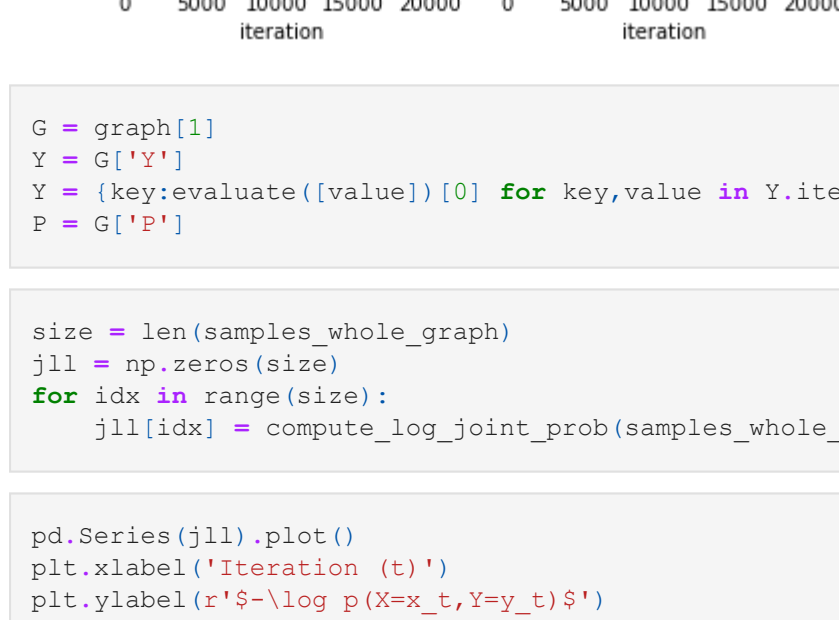 0 5000 10000 15000 20000 0 5000 10000 15000 20000
iteration iteration
G = graph[1]
Y = G['Y']
Y = {key:evaluate([value])[0] for key,value in Y.ite
P = G['P']
size = len(samples_whole_graph)
jll = np.zeros(size)
for idx in range(size):
    jll[idx] = compute_log_joint_prob(samples_whole_
pd.Series(jll).plot()
plt.xlabel('Iteration (t)')
plt.ylabel(r'$-\log p(X=x_t,Y=y_t)$')